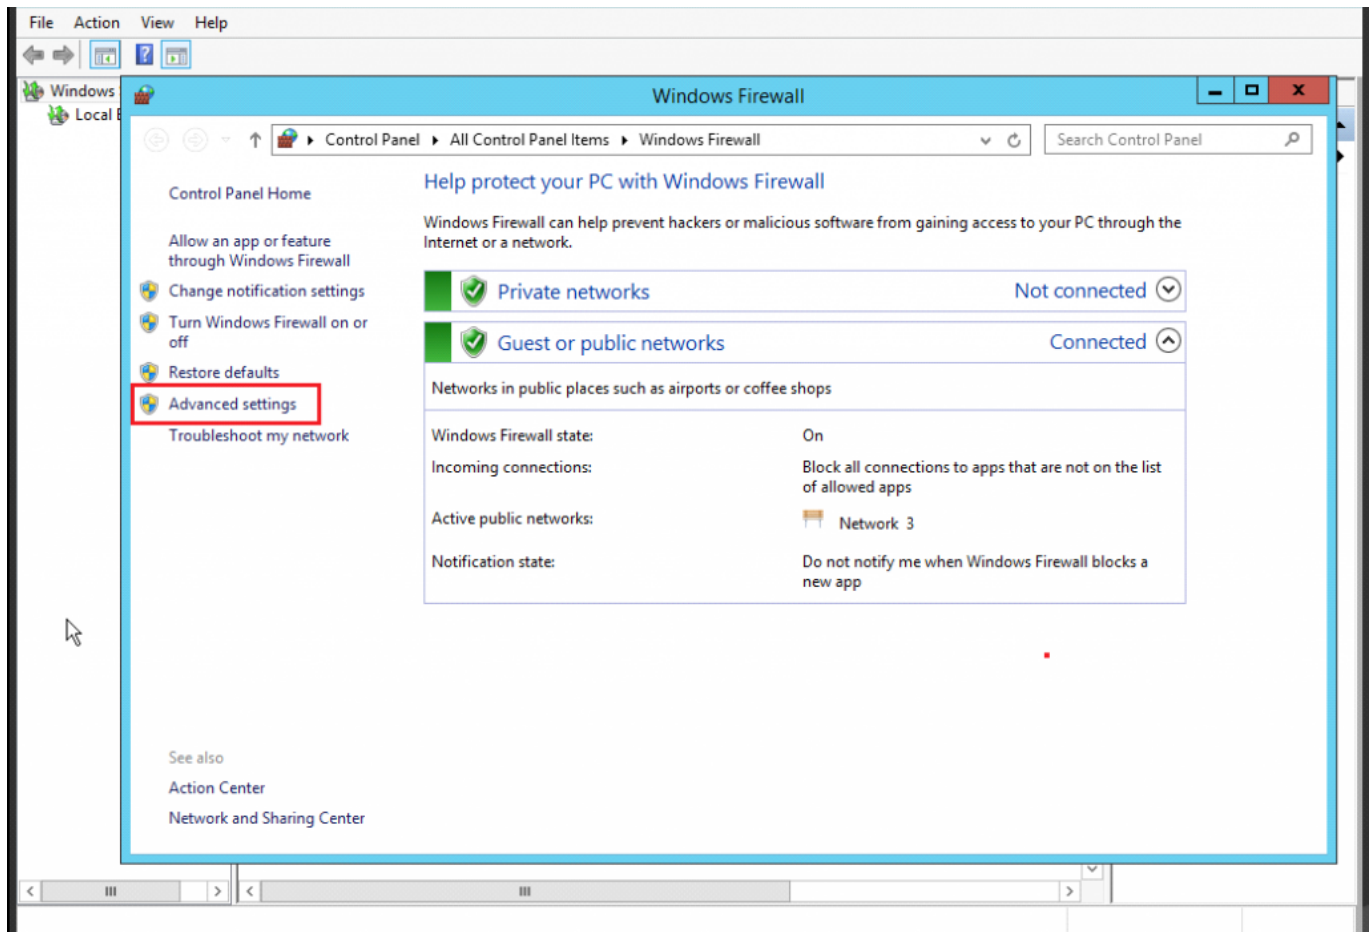 File Action View Help
Windows
Local
Windows Firewall
Control Panel All Control Panel Items Windows Firewall
Search Control Panel
Control Panel Home
Allow an app or feature
through Windows Firewall
Change notification settings
Turn Windows Firewall on or
off
Restore defaults
Advanced settings
Troubleshoot my network
See also
Action Center
Network and Sharing Center
Help protect your PC with Windows Firewall
Windows Firewall can help prevent hackers or malicious software from gaining access to your PC through the
Internet or a network.
Private networks Not connected
Guest or public networks Connected
Networks in public places such as airports or coffee shops
Windows Firewall state: On
Incoming connections: Block all connections to apps that are not on the list
of allowed apps
Active public networks: Network 3
Notification state: Do not notify me when Windows Firewall blocks a
new app